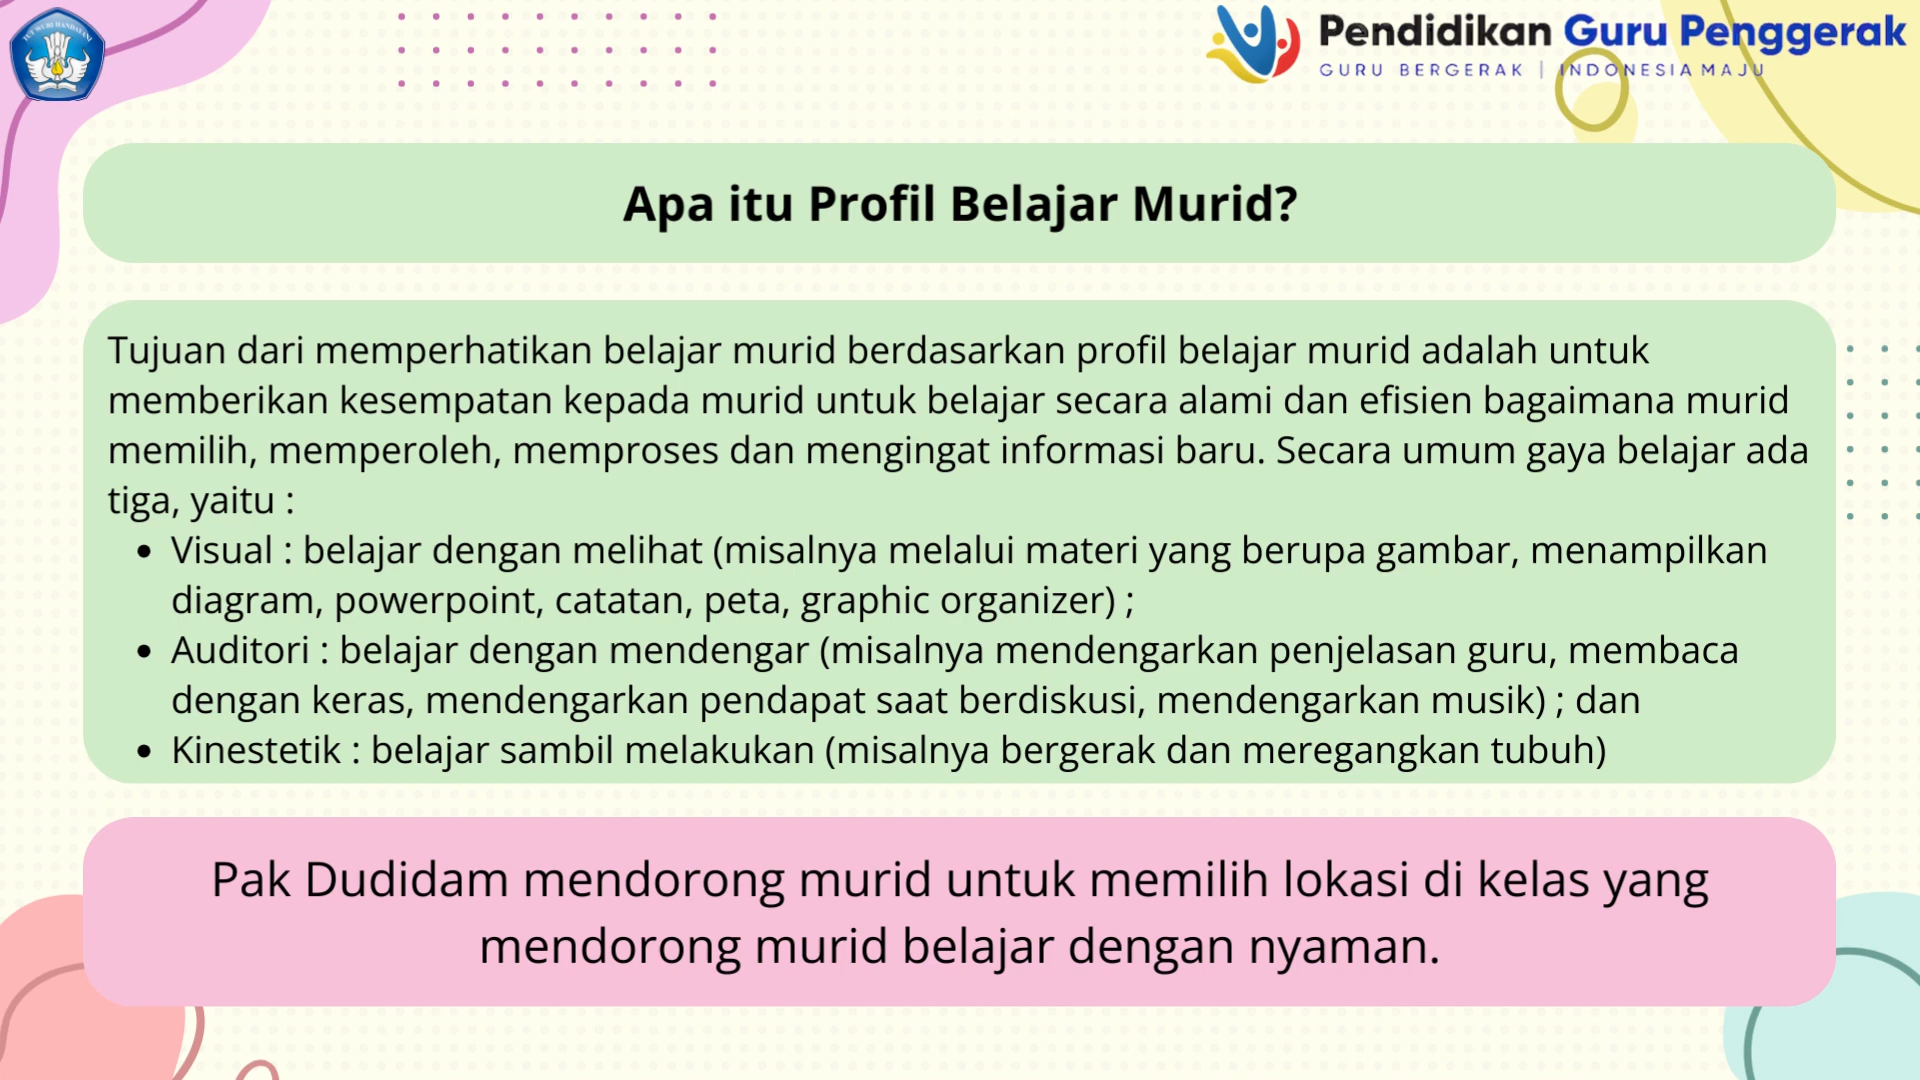 TUT WURI HANDAYANI
Pendidikan Guru Penggerak
GURU BERGERAK | INDONESIA MAJU
Apa itu Profil Belajar Murid?
Tujuan dari memperhatikan belajar murid berdasarkan profil belajar murid adalah untuk
memberikan kesempatan kepada murid untuk belajar secara alami dan efisien bagaimana murid
memilih, memperoleh, memproses dan mengingat informasi baru. Secara umum gaya belajar ada
tiga, yaitu :
• Visual : belajar dengan melihat (misalnya melalui materi yang berupa gambar, menampilkan
diagram, powerpoint, catatan, peta, graphic organizer) ;
• Auditori : belajar dengan mendengar (misalnya mendengarkan penjelasan guru, membaca
dengan keras, mendengarkan pendapat saat berdiskusi, mendengarkan musik) ; dan
• Kinestetik : belajar sambil melakukan (misalnya bergerak dan meregangkan tubuh)
Pak Dudidam mendorong murid untuk memilih lokasi di kelas yang
mendorong murid belajar dengan nyaman.